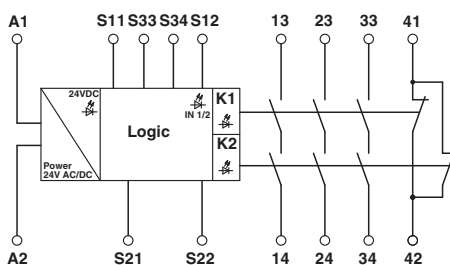 A1 S11 S33 S34 S12 13 23 33 41
24VDC
IN 1/2
K1
Logic
K2
Power
24V AC/DC
A2 S21 S22 14 24 34 42